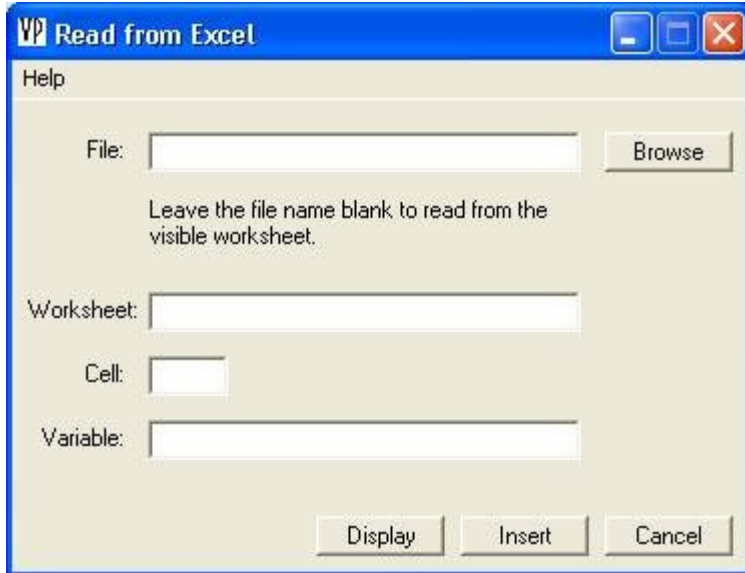 VP Read from Excel
Help
File:
Browse
Leave the file name blank to read from the
visible worksheet.
Worksheet:
Cell:
Variable:
Display Insert Cancel